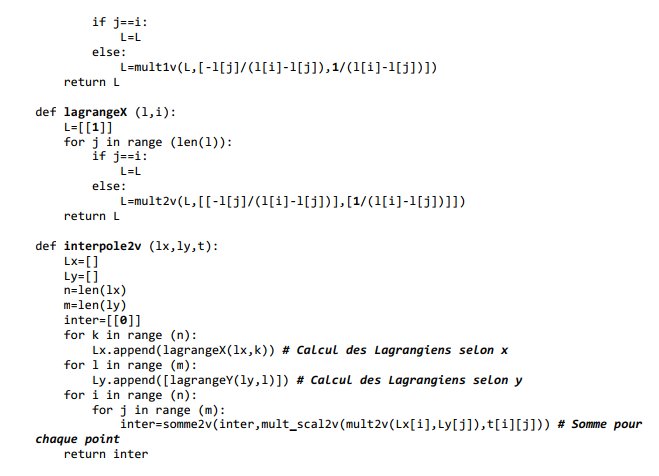 if j==i:
L=L
else:
L=mult1v(L,[-l[j]/(l[i]-l[j]),1/(l[i]-l[j])])
return L
def lagrangeX (l,i):
L=[[1]]
for j in range (len(l)):
if j==i:
L=L
else:
L=mult2v(L,[[-l[j]/(l[i]-l[j])],[1/(l[i]-l[j])]])
return L
def interpole2v (lx,ly,t):
Lx=[]
Ly=[]
n=len(lx)
m=len(ly)
inter=[[0]]
for k in range (n):
Lx.append(lagrangeX(lx,k)) # Calcul des Lagrangiens selon x
for l in range (m):
Ly.append([lagrangeY(ly,l)]) # Calcul des Lagrangiens selon y
for i in range (n):
for j in range (m):
inter=somme2v(inter,mult_scal2v(mult2v(Lx[i],Ly[j]),t[i][j])) # Somme pour
chaque point
return inter